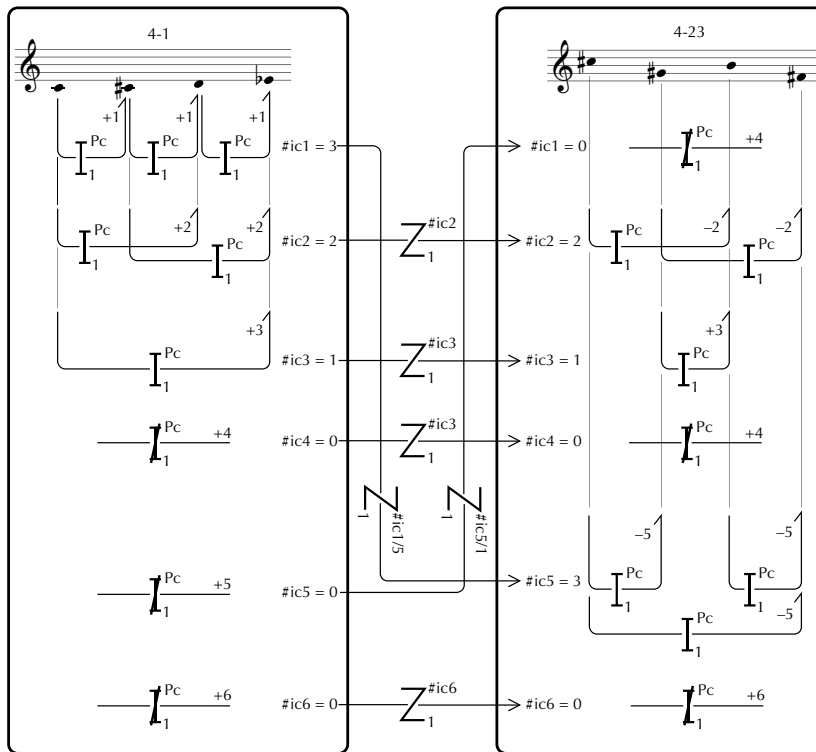 4-1 4-23
+1 +1 +1
Pc Pc Pc #ic1 = 3 #ic1 = 0 Pc +4
1 1 1 1
+2 +2 #ic2 –2 –2
Pc Pc #ic2 = 2 #ic2 = 2 Pc Pc
1 1 1 1 1
+3 #ic3 +3
Pc #ic3 = 1 #ic3 = 1 Pc
1 1 1
Pc +4 #ic4 = 0 #ic3 #ic4 = 0 Pc +4
1 1 1
#ic1/5 1 #ic5/1 1
–5 –5
Pc +5 #ic5 = 0 #ic5 = 3 Pc Pc
1 1 1
Pc –5
1
Pc +6 #ic6 = 0 #ic6 #ic6 = 0 Pc +6
1 1 1